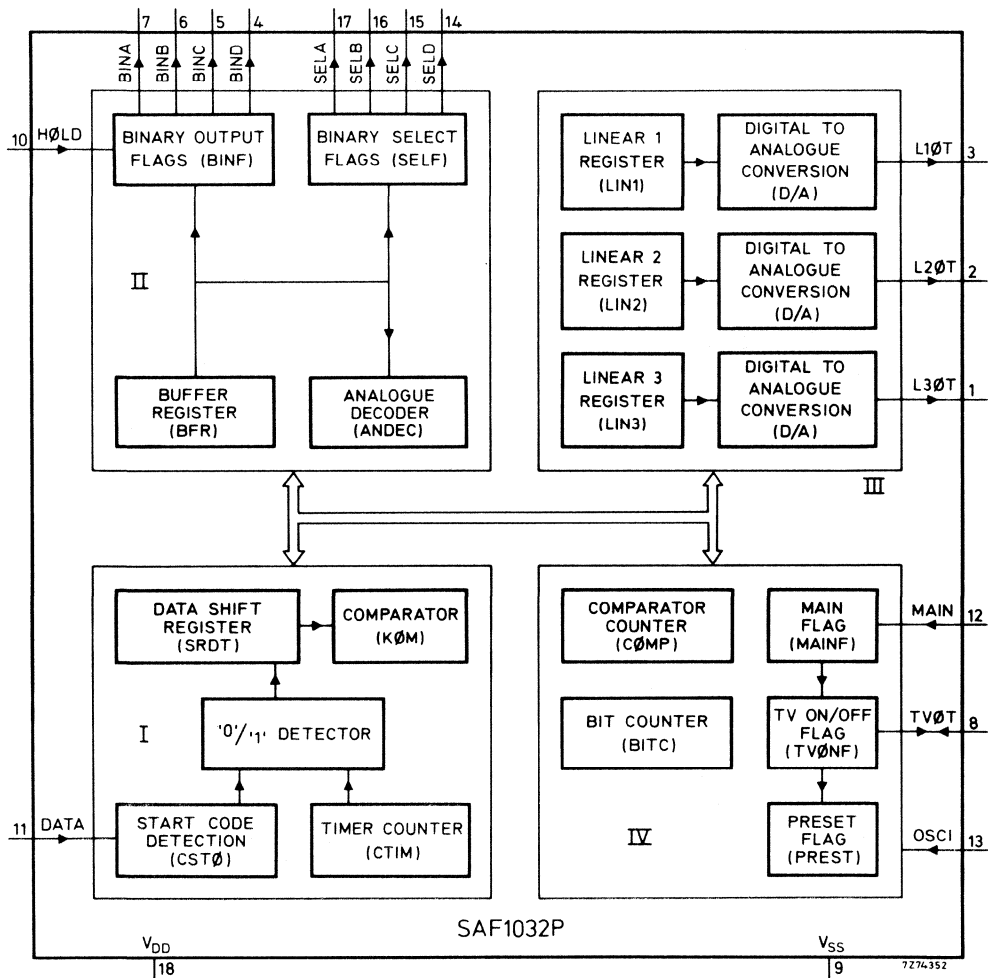 7 6 5 4 17 16 15 14
BINA BINB BINC BIND SELA SELB SELC SELD
10 HØLD
BINARY OUTPUT
FLAGS (BINF)
BINARY SELECT
FLAGS (SELF)
II
BUFFER
REGISTER
(BFR)
ANALOGUE
DECODER
(ANDEC)
LINEAR 1
REGISTER
(LIN1)
DIGITAL TO
ANALOGUE
CONVERSION
(D/A)
L1ØT 3
LINEAR 2
REGISTER
(LIN2)
DIGITAL TO
ANALOGUE
CONVERSION
(D/A)
L2ØT 2
LINEAR 3
REGISTER
(LIN3)
DIGITAL TO
ANALOGUE
CONVERSION
(D/A)
L3ØT 1
III
DATA SHIFT
REGISTER
(SRDT)
COMPARATOR
(KØM)
I
'0'/'1' DETECTOR
11 DATA
START CODE
DETECTION
(CSTØ)
TIMER COUNTER
(CTIM)
COMPARATOR
COUNTER
(CØMP)
MAIN
FLAG
(MAINF)
MAIN 12
BIT COUNTER
(BITC)
TV ON/OFF
FLAG
(TVØNF)
TVØT 8
IV
PRESET
FLAG
(PREST)
OSCI 13
SAF1032P
VDD
18
VSS
9
7Z74352